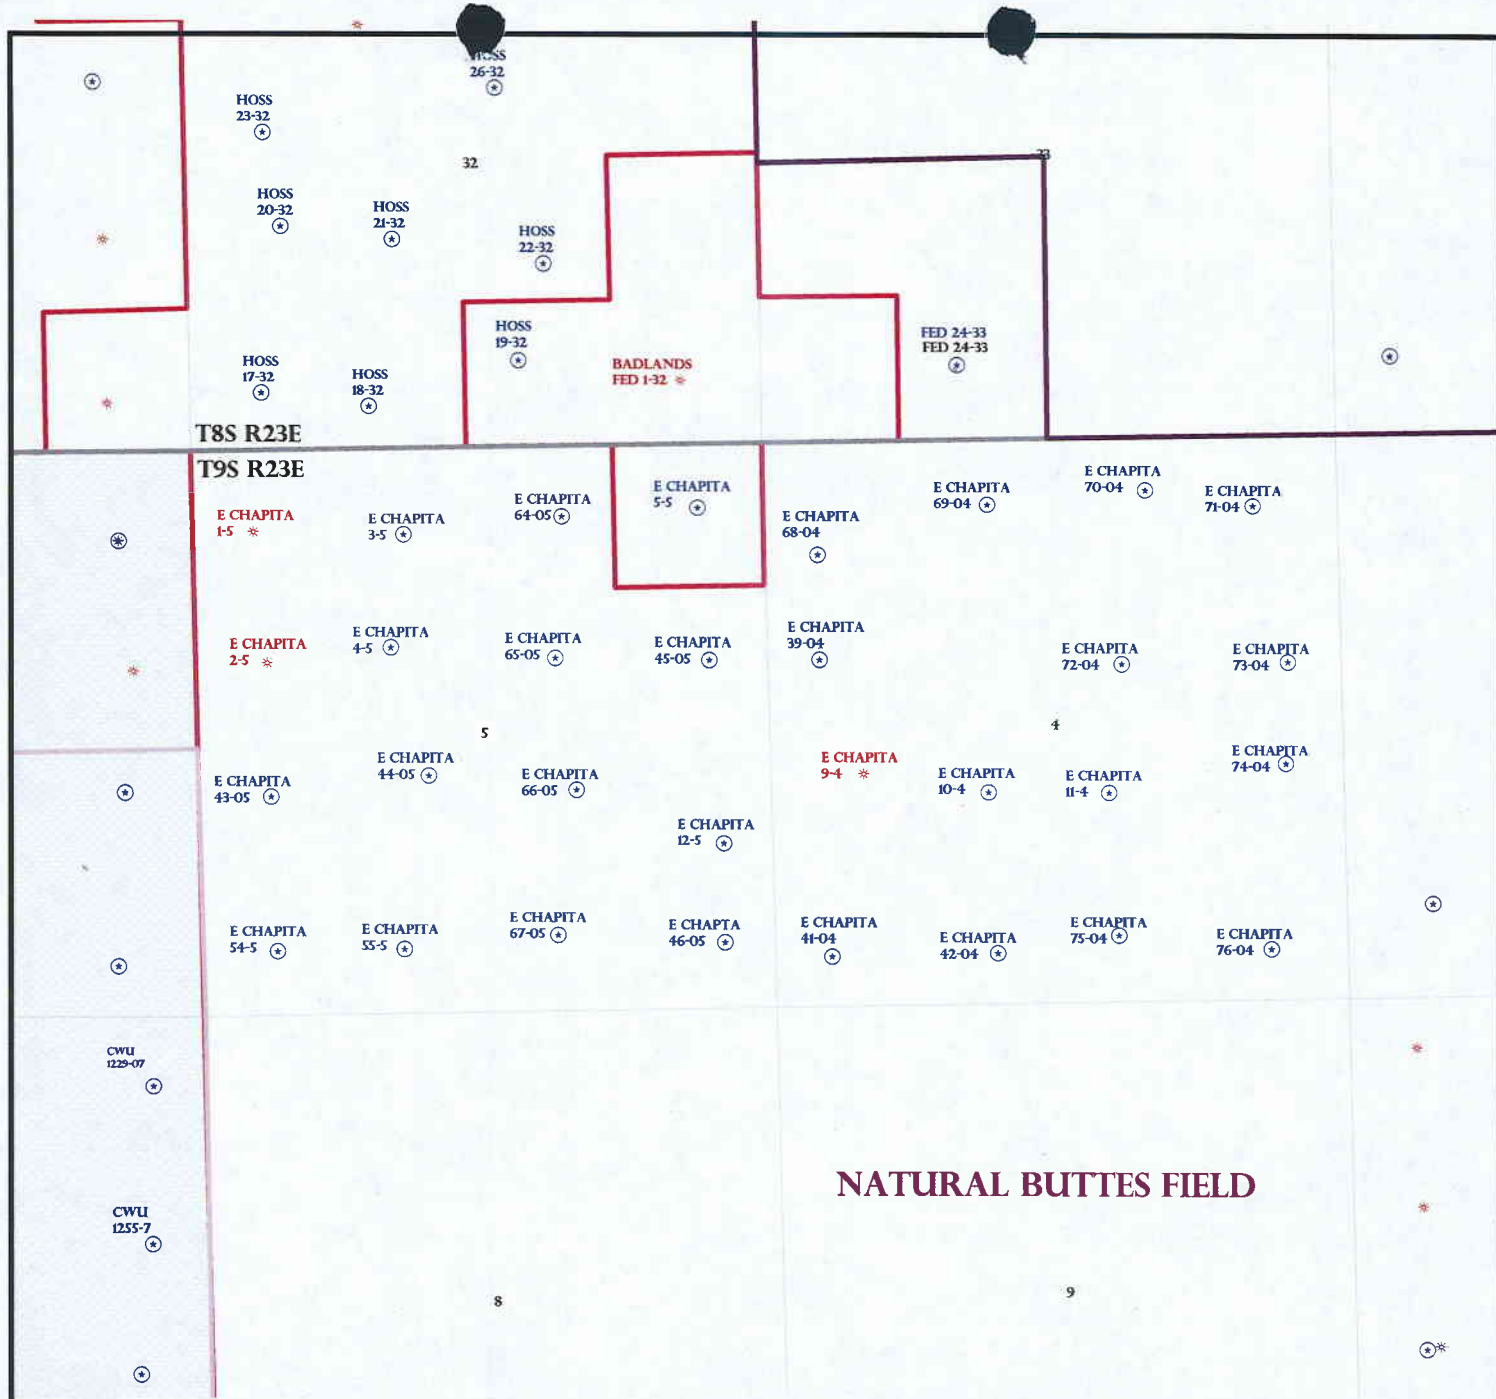 HOSS
26-32
HOSS
23-32
32
33
HOSS
20-32
HOSS
21-32
HOSS
22-32
HOSS
19-32
FED 24-33
FED 24-33
HOSS
17-32
HOSS
18-32
BADLANDS
FED 1-32
T8S R23E
T9S R23E
E CHAPITA
1-5
E CHAPITA
3-5
E CHAPITA
64-05
E CHAPITA
5-5
E CHAPITA
68-04
E CHAPITA
69-04
E CHAPITA
70-04
E CHAPITA
71-04
E CHAPITA
2-5
E CHAPITA
4-5
E CHAPITA
65-05
E CHAPITA
45-05
E CHAPITA
39-04
E CHAPITA
72-04
E CHAPITA
73-04
5
4
E CHAPITA
43-05
E CHAPITA
44-05
E CHAPITA
66-05
E CHAPITA
12-5
E CHAPITA
9-4
E CHAPITA
10-4
E CHAPITA
11-4
E CHAPITA
74-04
E CHAPITA
54-5
E CHAPITA
55-5
E CHAPITA
67-05
E CHAPTA
46-05
E CHAPITA
41-04
E CHAPITA
42-04
E CHAPITA
75-04
E CHAPITA
76-04
CWU
1229-07
NATURAL BUTTES FIELD
CWU
1255-7
8
9